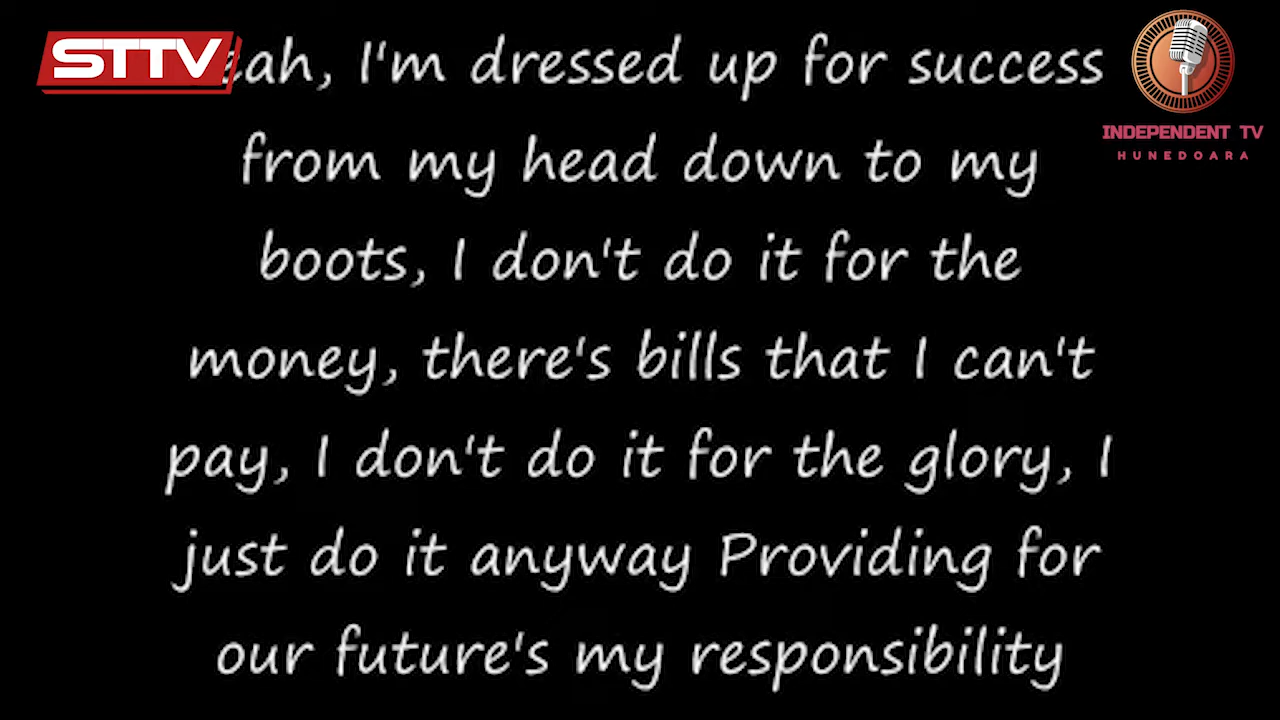 STTV
eah, I'm dressed up for success
from my head down to my
boots, I don't do it for the
money, there's bills that I can't
pay, I don't do it for the glory, I
just do it anyway Providing for
our future's my responsibility
INDEPENDENT TV
HUNEDOARA